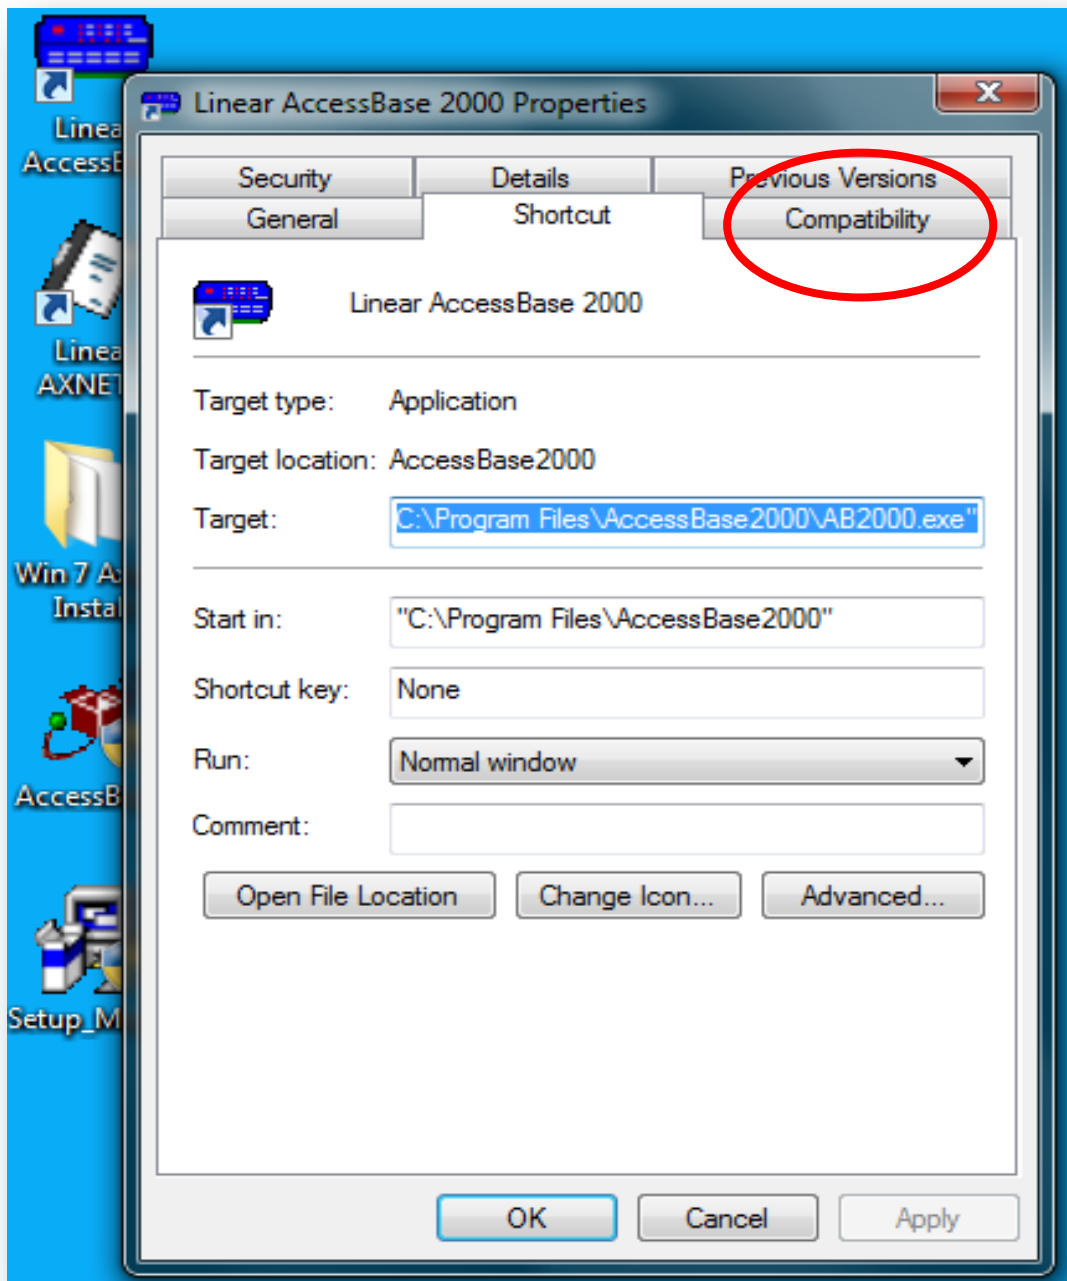 Linea
AccessB
Linea
AXNET
Win 7 Ax
Instal
AccessB
Setup_M
Linear AccessBase 2000 Properties
Security Details Previous Versions
General Shortcut Compatibility
Linear AccessBase 2000
Target type: Application
Target location: AccessBase2000
Target: C:\Program Files\AccessBase2000\AB2000.exe"
Start in: "C:\Program Files\AccessBase2000"
Shortcut key: None
Run: Normal window
Comment:
Open File Location Change Icon... Advanced...
OK Cancel Apply